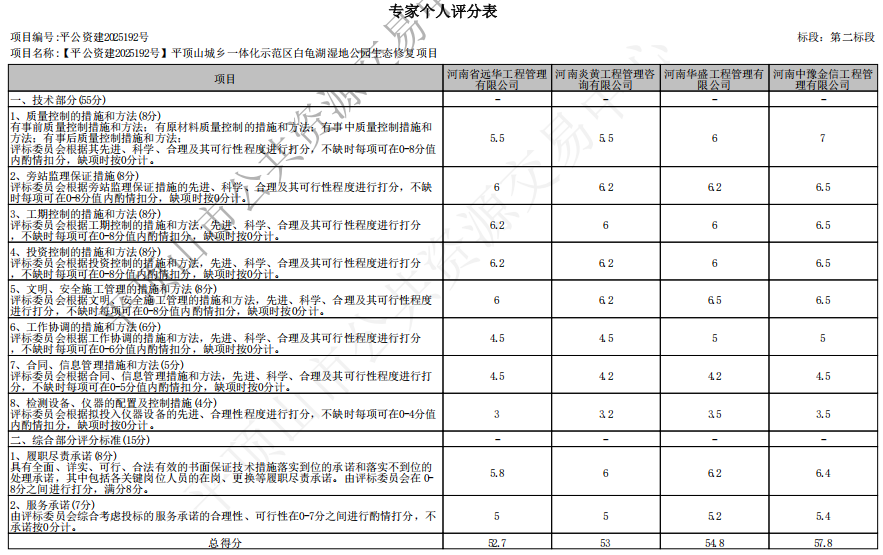 专家个人评分表
项目编号:平公资建2025192号 标段: 第二标段
项目名称:【平公资建2025192号】平顶山城乡一体化示范区白龟湖湿地公园生态修复项目
项目 河南省远华工程管理有限公司 河南炎黄工程管理咨询有限公司 河南华盛工程管理有限公司 河南中豫金信工程管理有限公司
一、技术部分(55分) - - - -
1、质量控制的措施和方法(8分)
有事前质量控制措施和方法; 有原材料质量控制的措施和方法; 有事中质量控制措施和
方法; 有事后质量控制措施和方法;
评标委员会根据其先进、科学、合理及其可行性程度进行打分, 不缺时每项可在0-8分值
内酌情扣分, 缺项时按0分计。 5.5 5.5 6 7
2、旁站监理保证措施(8分)
评标委员会根据旁站监理保证措施的先进、科学、合理及其可行性程度进行打分, 不缺
时每项可在0-8分值内酌情扣分, 缺项时按0分计。 6 6.2 6.2 6.5
3、工期控制的措施和方法(8分)
评标委员会根据工期控制的措施和方法, 先进、科学、合理及其可行性程度进行打分
, 不缺时每项可在0-8分值内酌情扣分, 缺项时按0分计。 6.2 6 6 6.5
4、投资控制的措施和方法(8分)
评标委员会根据投资控制的措施和方法, 先进、科学、合理及其可行性程度进行打分
, 不缺时每项可在0-8分值内酌情扣分, 缺项时按0分计。 6.2 6.2 6 6.5
5、文明、安全施工管理的措施和方法(8分)
评标委员会根据文明、安全施工管理的措施和方法, 先进、科学、合理及其可行性程度
进行打分, 不缺时每项可在0-8分值内酌情扣分, 缺项时按0分计。 6 6.2 6.5 6.5
6、工作协调的措施和方法(6分)
评标委员会根据工作协调的措施和方法, 先进、科学、合理及其可行性程度进行打分
, 不缺时每项可在0-6分值内酌情扣分, 缺项时按0分计。 4.5 4.5 5 5
7、合同、信息管理措施和方法(5分)
评标委员会根据合同、信息管理措施和方法, 先进、科学、合理及其可行性程度进行打
分, 不缺时每项可在0-5分值内酌情扣分, 缺项时按0分计。 4.5 4.2 4.2 4.5
8、检测设备、仪器的配置及控制措施(4分)
评标委员会根据拟投入仪器设备的先进、合理性程度进行打分, 不缺时每项可在0-4分值
内酌情扣分, 缺项时按0分计。 3 3.2 3.5 3.5
二、综合部分评分标准(15分) - - - -
1、履职尽责承诺(8分)
具有全面、详实、可行、合法有效的书面保证技术措施落实到位的承诺和落实不到位的
处理承诺, 其中包括各关键岗位人员的在岗、更换等履职尽责承诺。由评标委员会在 0-
8分之间进行打分, 满分8分。 5.8 6 6.2 6.4
2、服务承诺(7分)
由评标委员会综合考虑投标的服务承诺的合理性、可行性在0-7分之间进行酌情打分, 不
承诺按0分计。 5 5 5.2 5.4
总得分 52.7 53 54.8 57.8
平顶山市公共资源交易中心
平顶山市公共资源交易中心